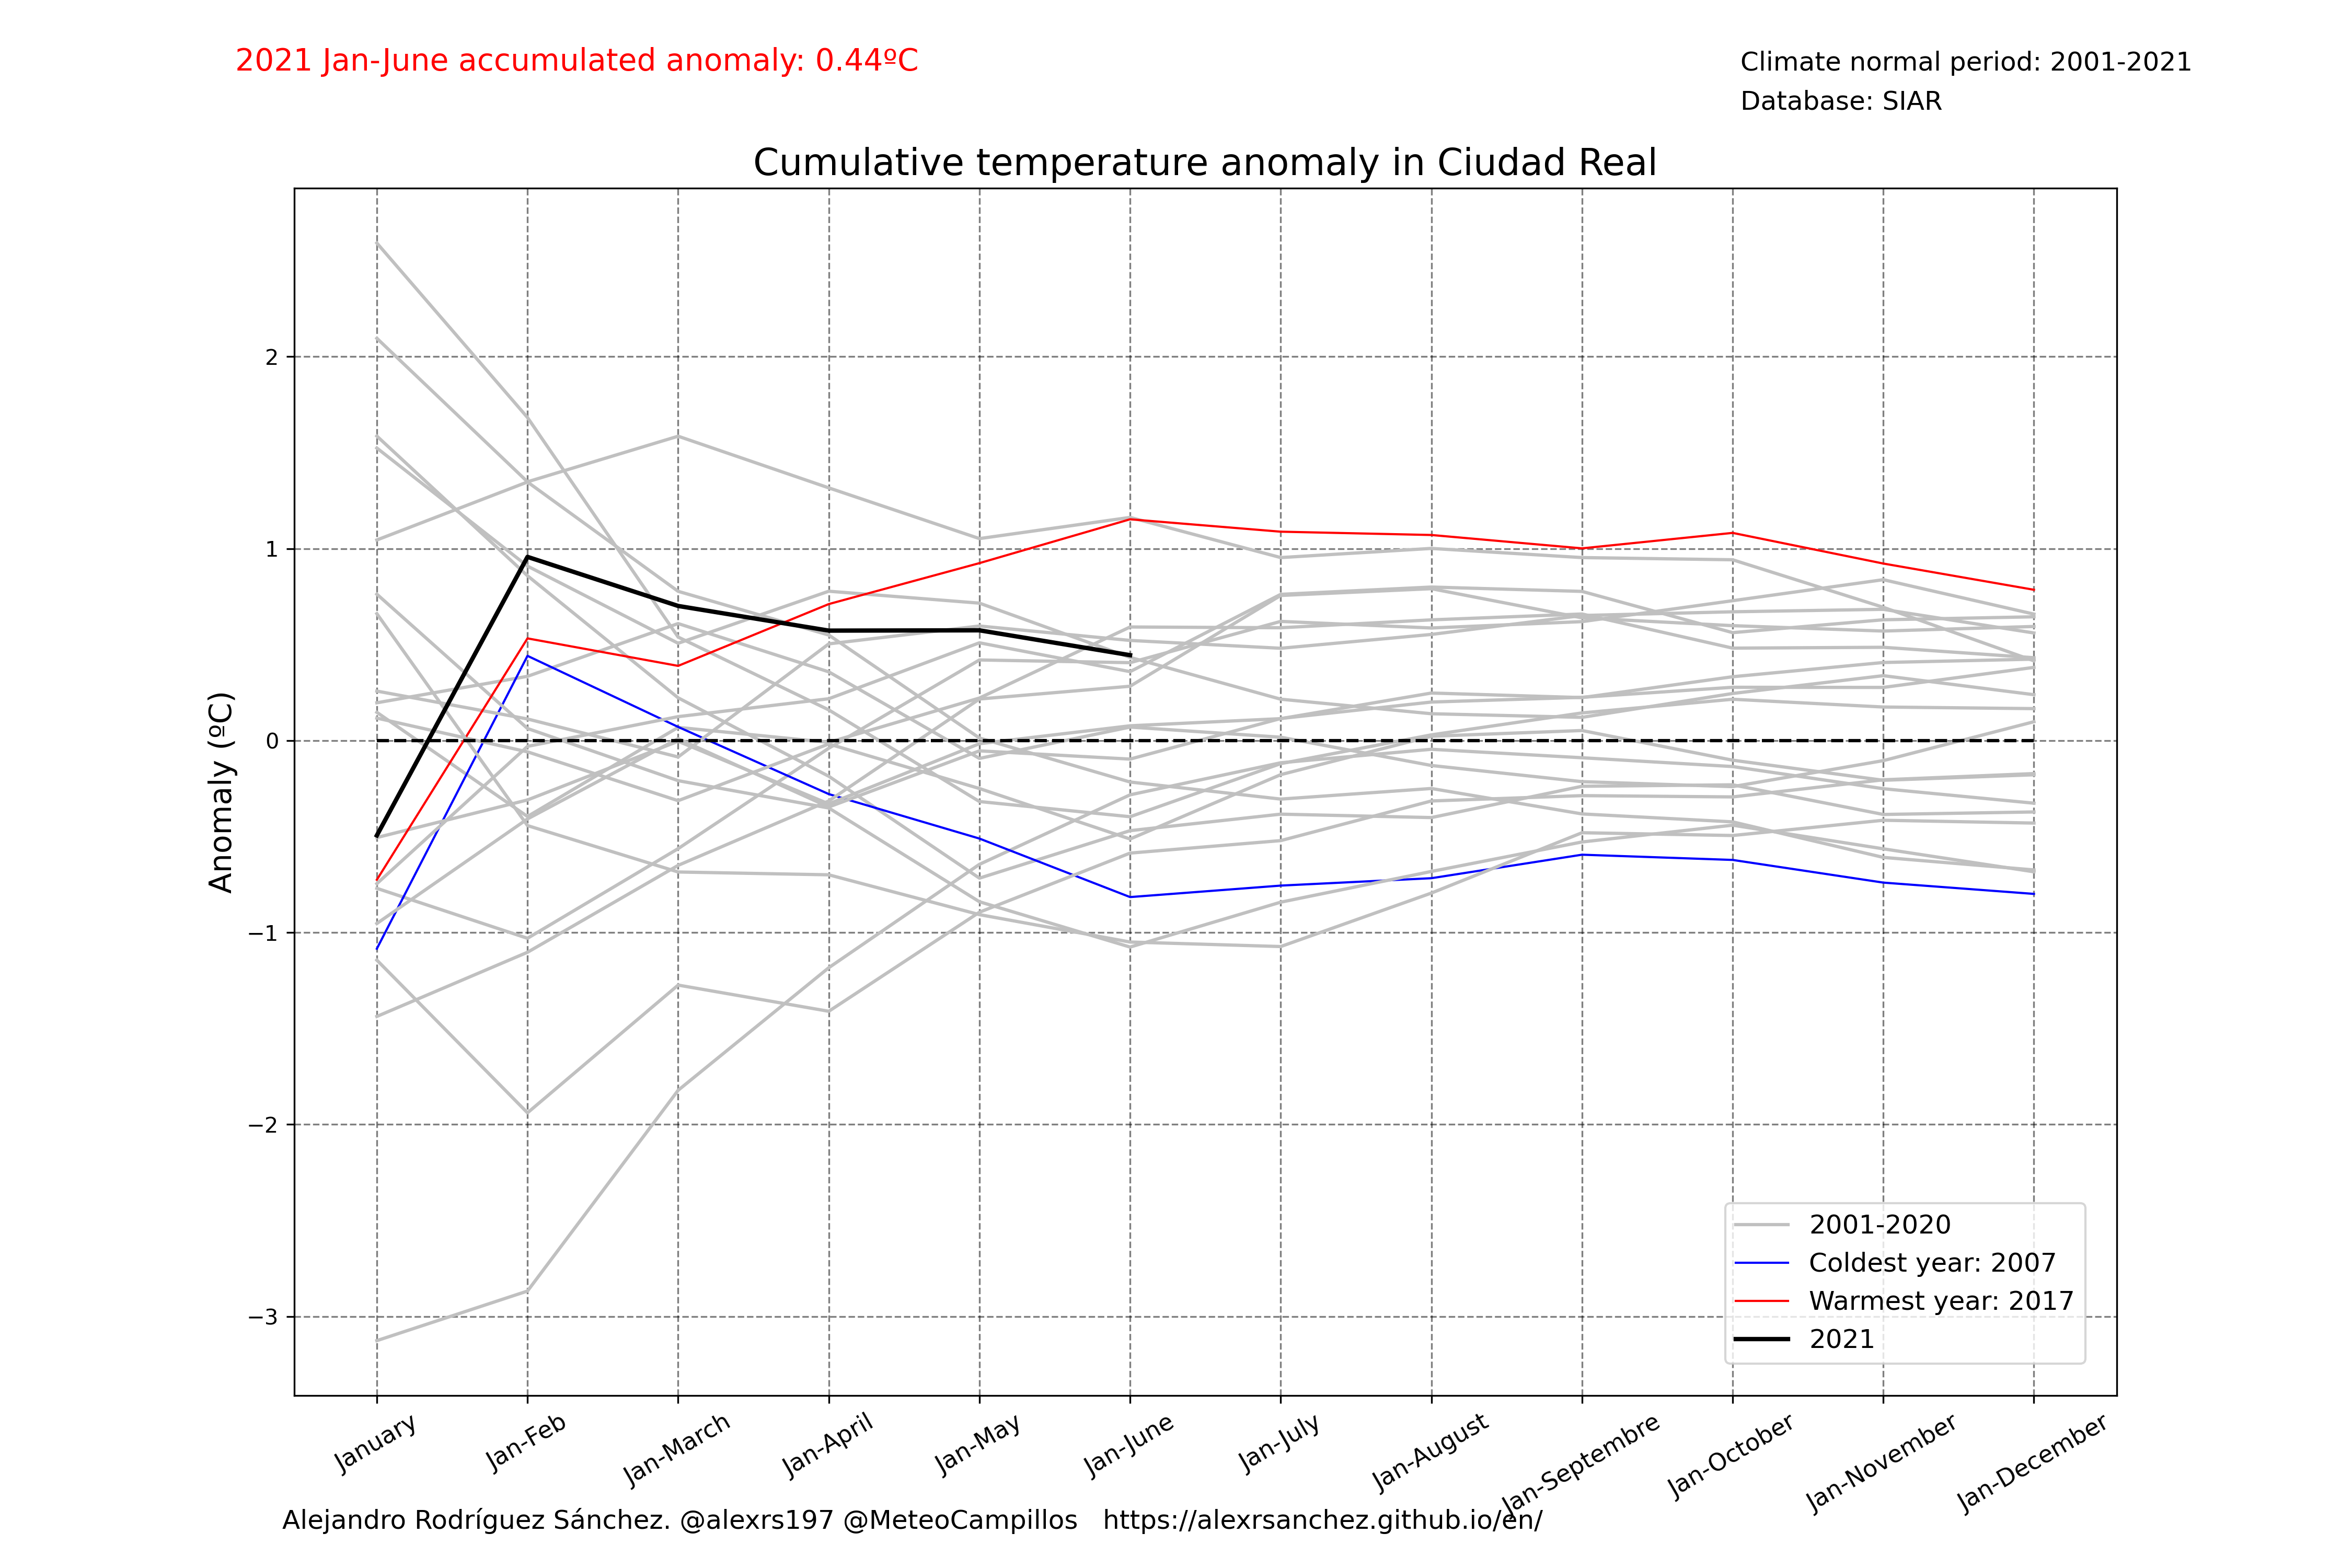 2021 Jan-June accumulated anomaly: 0.44ºC
Climate normal period: 2001-2021
Database: SIAR
Cumulative temperature anomaly in Ciudad Real
Anomaly (ºC)
2
1
0
−1
−2
−3
2001-2020
Coldest year: 2007
Warmest year: 2017
2021
January
Jan-Feb
Jan-March
Jan-April
Jan-May
Jan-June
Jan-July
Jan-August
Jan-Septembre
Jan-October
Jan-November
Jan-December
Alejandro Rodríguez Sánchez. @alexrs197 @MeteoCampillos   https://alexrsanchez.github.io/en/